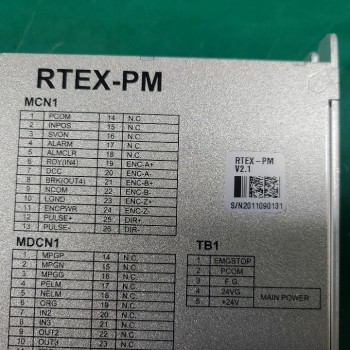 RTEX-PM
MCN1
1 PCOM 14 N.C.
2 INPOS 15 N.C.
3 SVON 16 N.C.
4 ALARM 17 N.C.
5 ALMCLR 18 N.C.
6 RDY(IN4) 19 ENC-A+
7 DCC 20 ENC-A-
8 BRK(OUT4) 21 ENC-B+
9 NCOM 22 ENC-B-
10 LGND 23 ENC-Z+
11 ENCPWR 24 ENC-Z-
12 PULSE+ 25 DIR+
13 PULSE- 26 DIR-
RTEX-PM
V2.1
S/N2011090131
MDCN1
1 MPGP 14 N.C.
2 MPGN 15 N.C.
3 MPGG 16 N.C.
4 PELM 17 N.C.
5 NELM 18 N.C.
6 ORG 19 N.C.
7 IN2 20 N.C.
8 IN3 21 N.C.
9 OUT2 22 N.C.
10 OUT3 23 N.C.
TB1
1 EMGSTOP
2 PCOM
3 F.G.
4 24VG
5 +24V
MAIN POWER